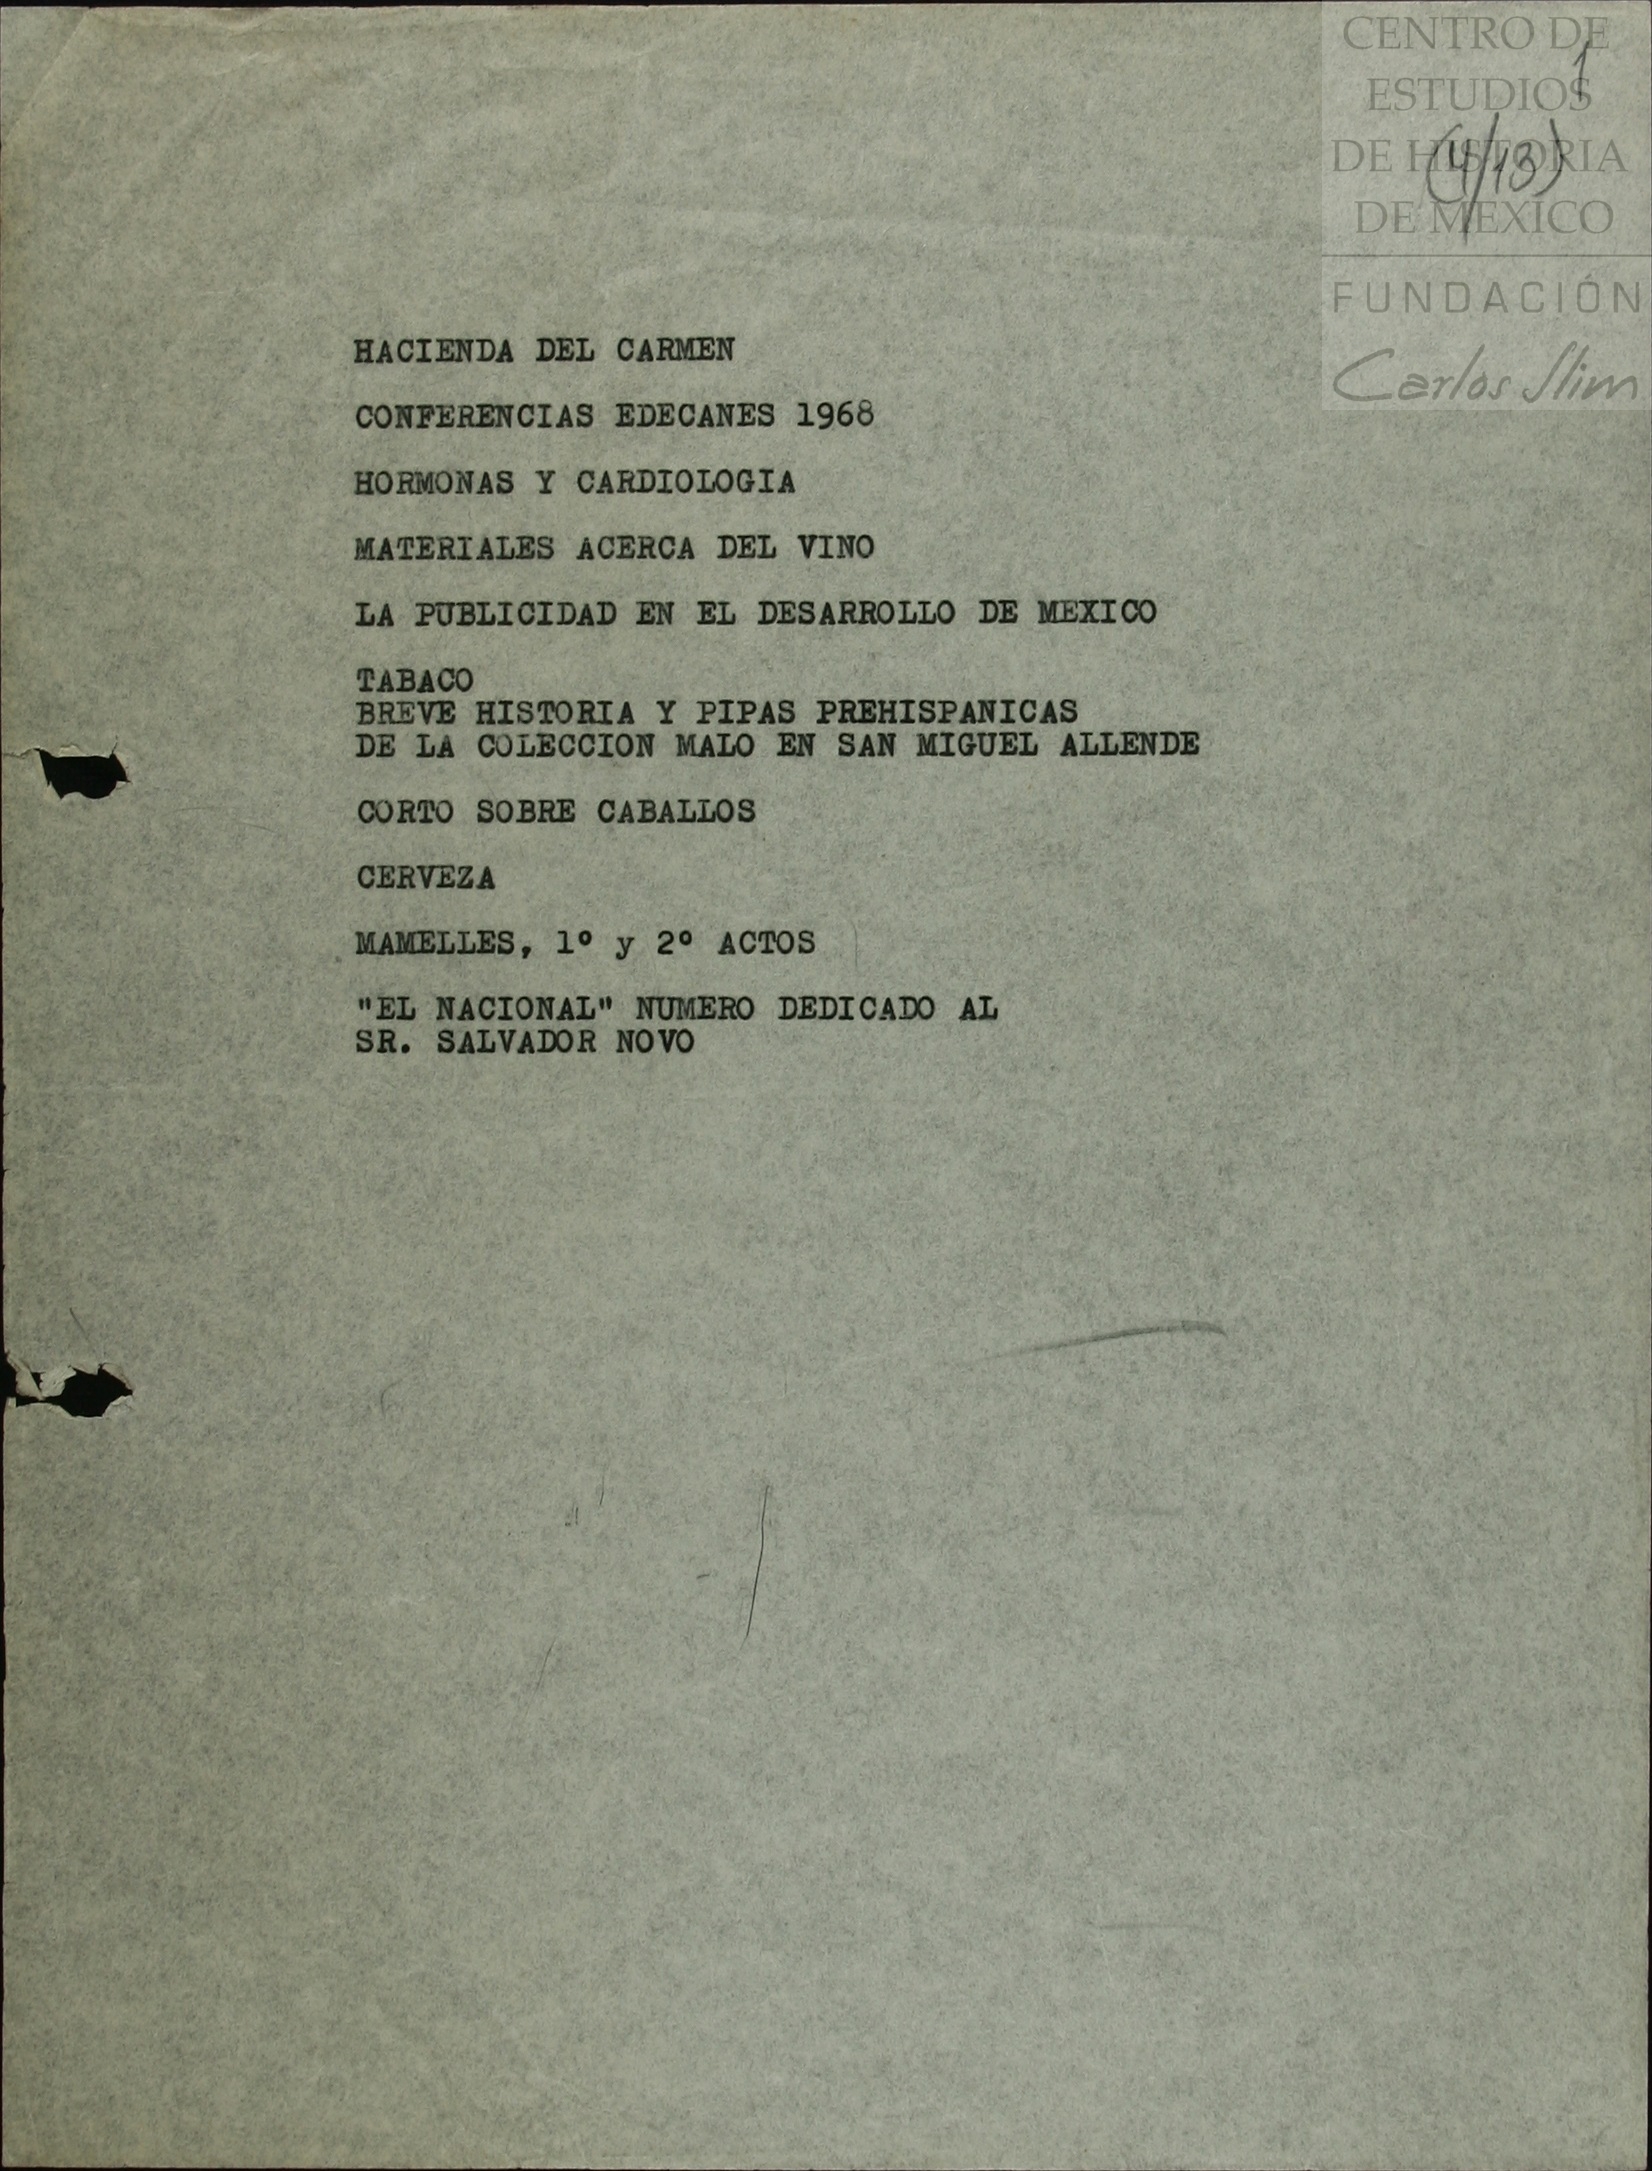 CENTRO DE
ESTUDIOS
DE HISTORIA
DE MEXICO
FUNDACIÓN
Carlos Slim
1
HACIENDA DEL CARMEN
CONFERENCIAS EDECANES 1968
HORMONAS Y CARDIOLOGIA
MATERIALES ACERCA DEL VINO
LA PUBLICIDAD EN EL DESARROLLO DE MEXICO
TABACO
BREVE HISTORIA Y PIPAS PREHISPANICAS
DE LA COLECCION MALO EN SAN MIGUEL ALLENDE
CORTO SOBRE CABALLOS
CERVEZA
MAMELLES, 1º y 2º ACTOS
"EL NACIONAL" NUMERO DEDICADO AL
SR. SALVADOR NOVO